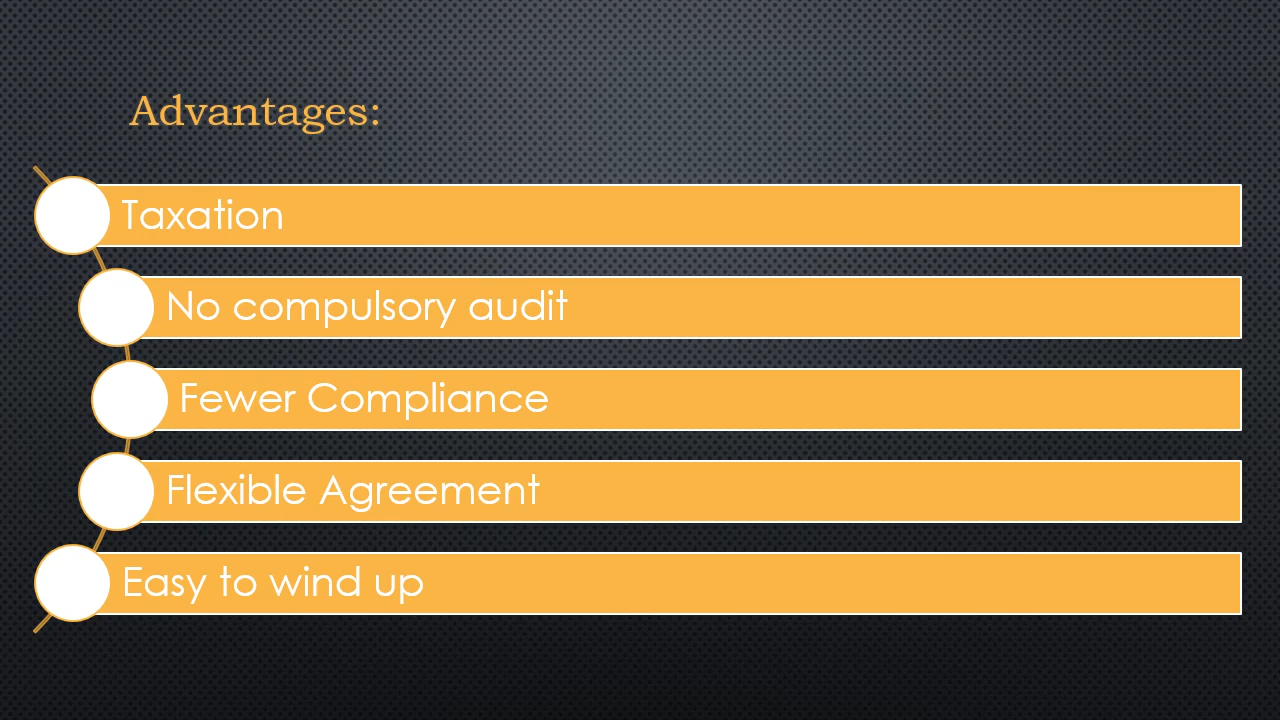 Advantages:
Taxation
No compulsory audit
Fewer Compliance
Flexible Agreement
Easy to wind up